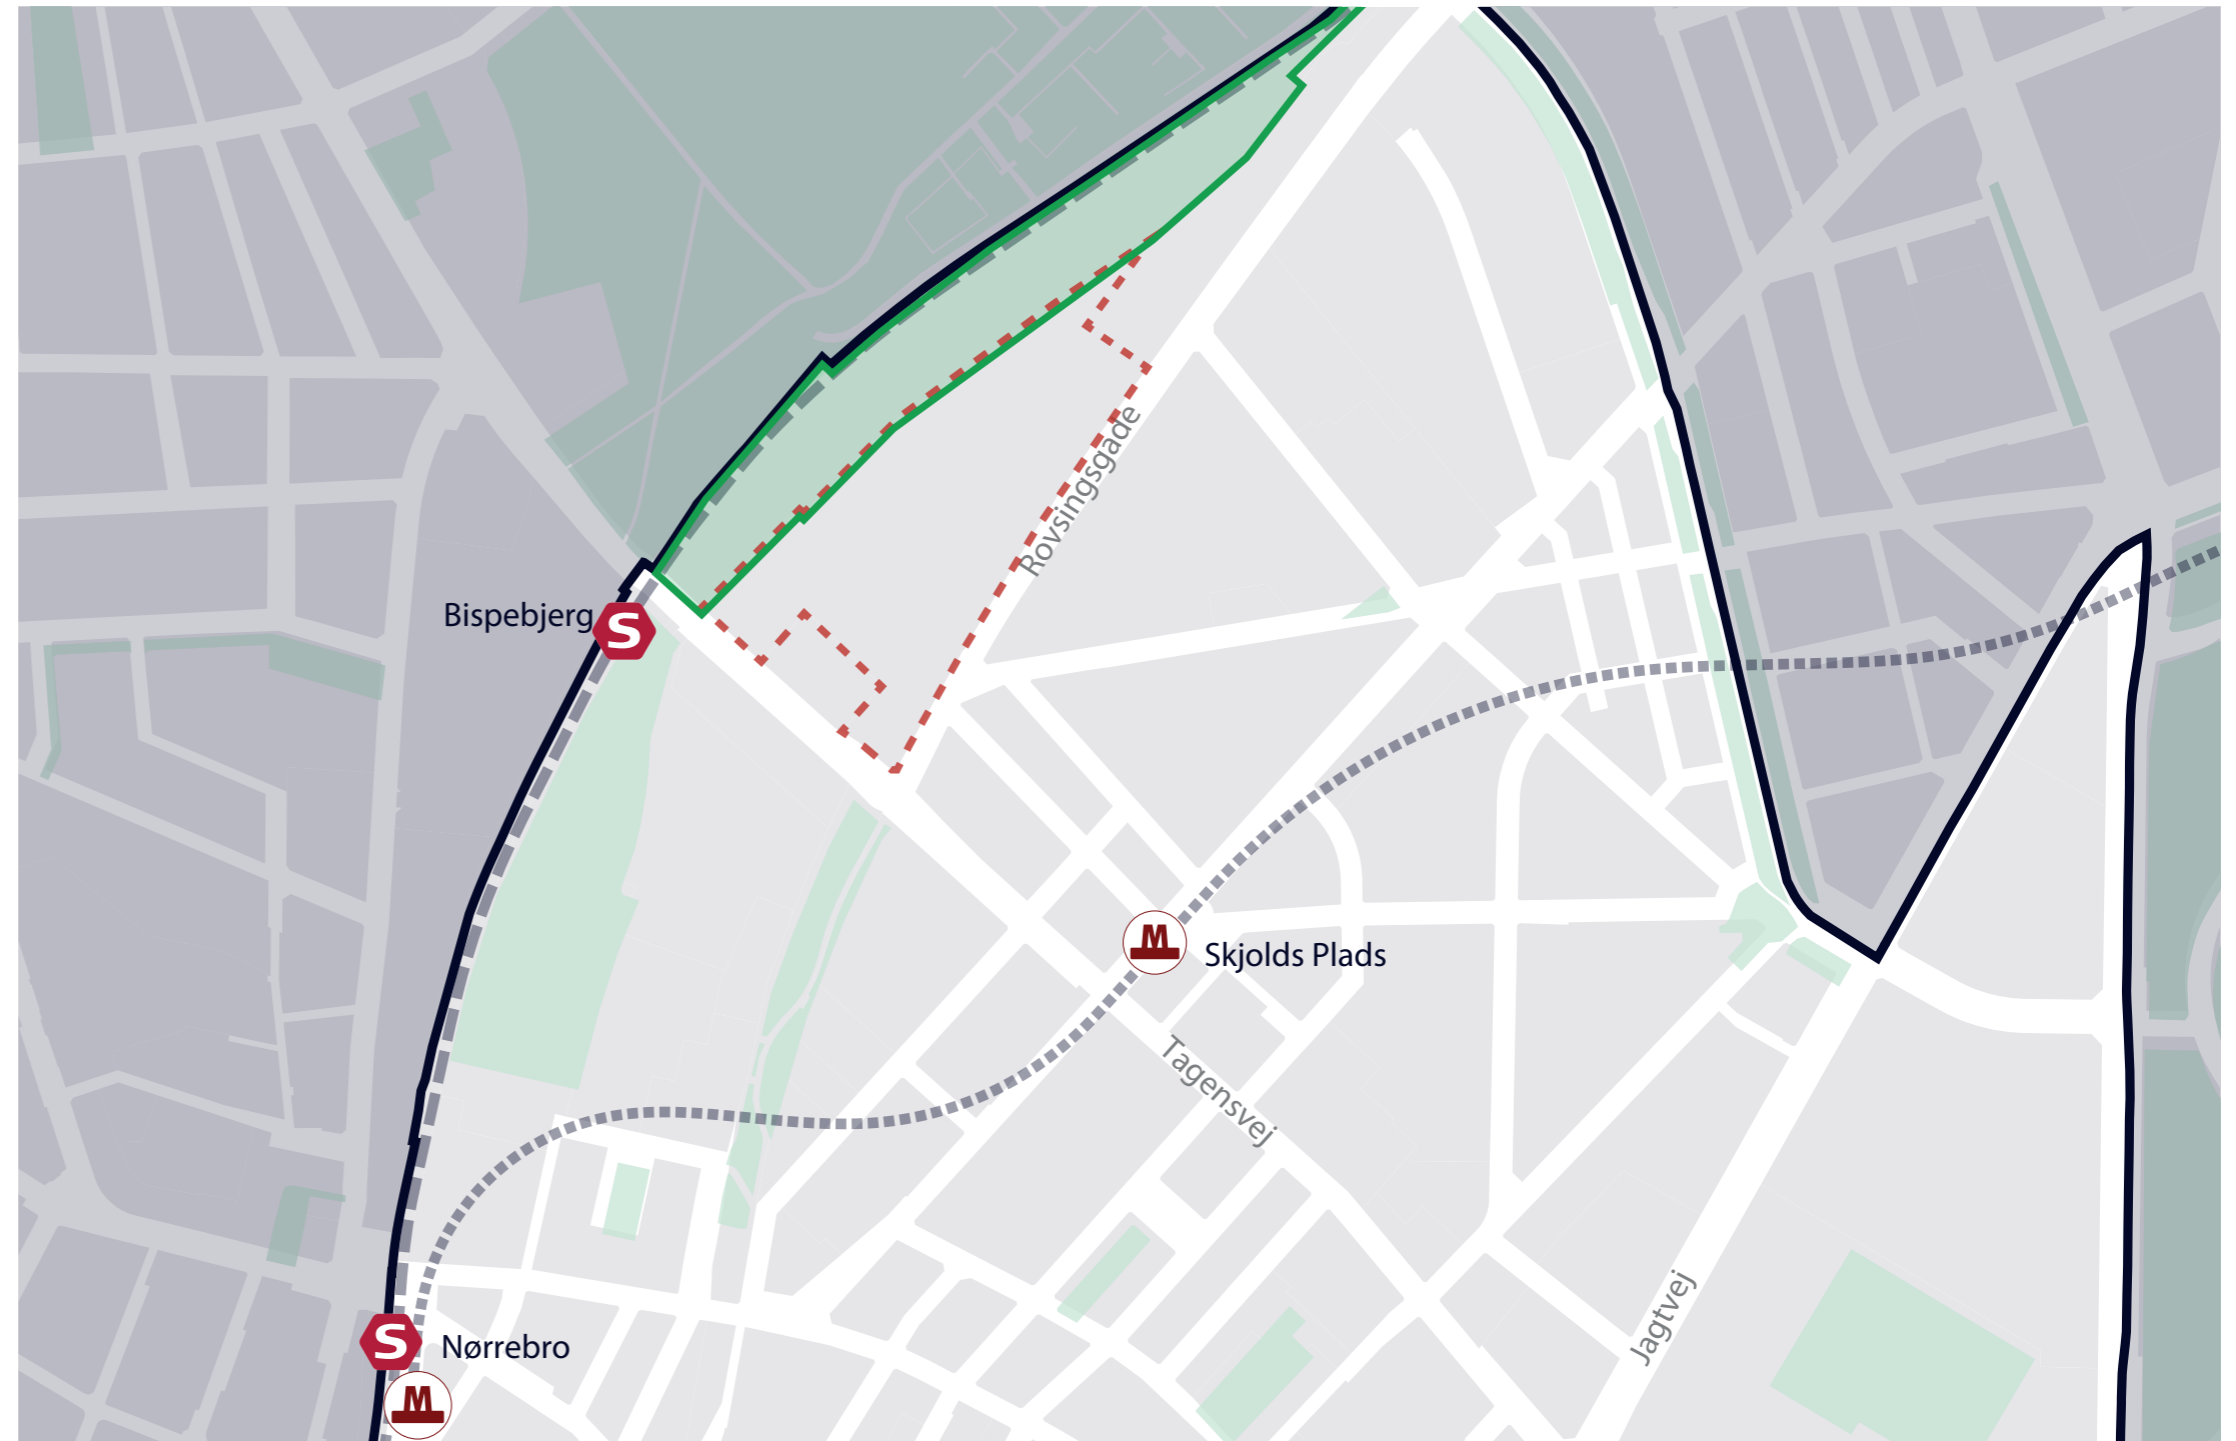 Rovsingsgade
Bispebjerg
S
M
Skjolds Plads
Tagensvej
Jagtvej
S
Nørrebro
M